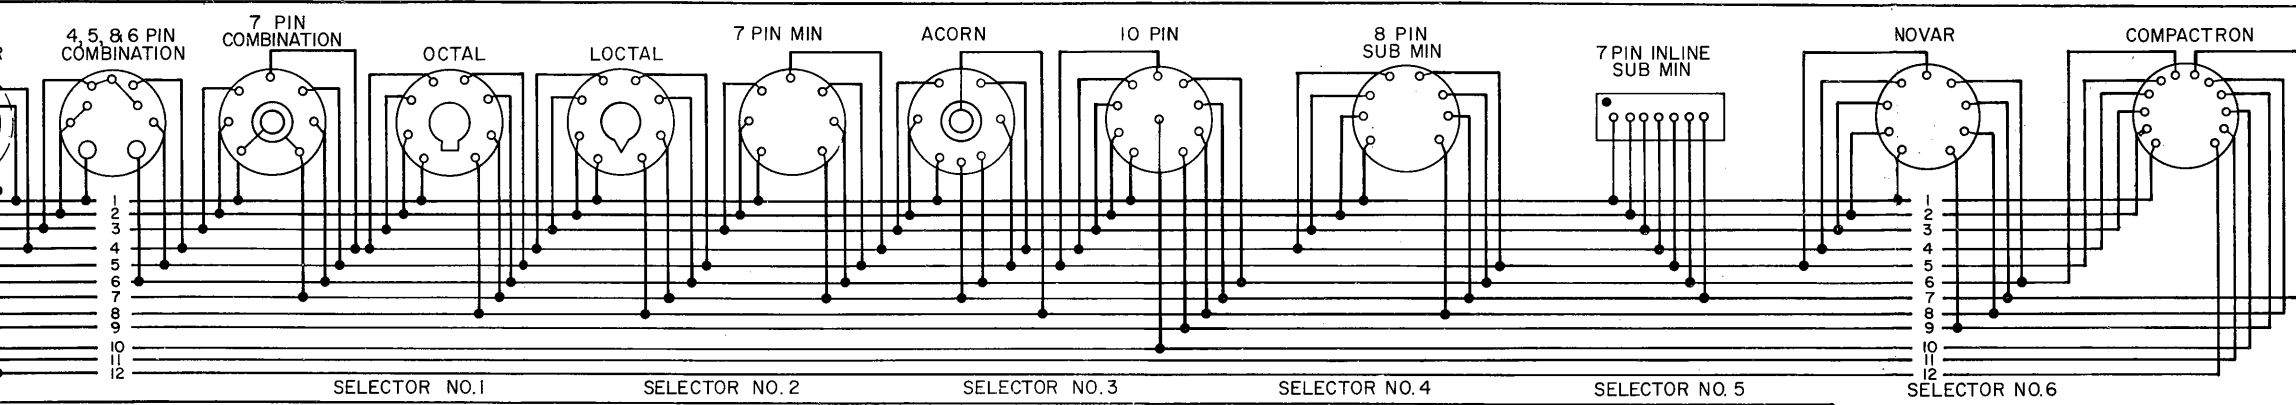 R
4, 5, & 6 PIN
COMBINATION
7 PIN
COMBINATION
OCTAL
LOCTAL
7 PIN MIN
ACORN
10 PIN
8 PIN
SUB MIN
7 PIN INLINE
SUB MIN
NOVAR
COMPACTRON
1
2
3
4
5
6
7
8
9
10
11
12
1
2
3
4
5
6
7
8
9
10
11
12
SELECTOR NO.1
SELECTOR NO. 2
SELECTOR NO. 3
SELECTOR NO. 4
SELECTOR NO. 5
SELECTOR NO.6